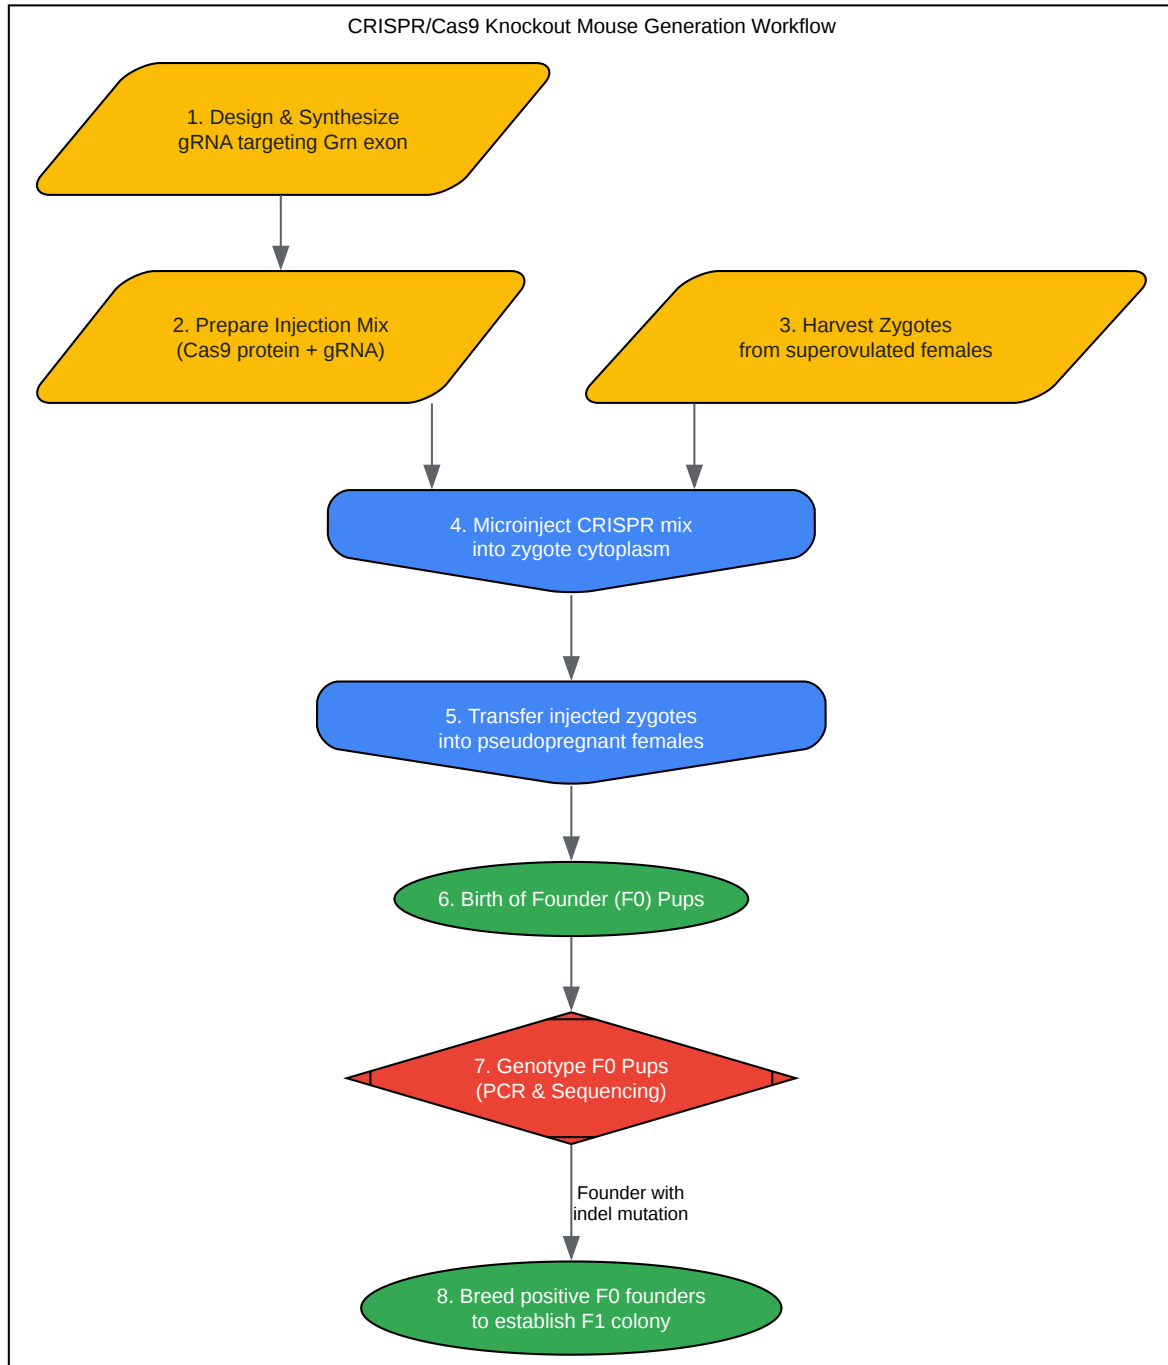 CRISPR/Cas9 Knockout Mouse Generation Workflow
1. Design & Synthesize
gRNA targeting Grn exon
2. Prepare Injection Mix
(Cas9 protein + gRNA)
3. Harvest Zygotes
from superovulated females
4. Microinject CRISPR mix
into zygote cytoplasm
5. Transfer injected zygotes
into pseudopregnant females
6. Birth of Founder (F0) Pups
7. Genotype F0 Pups
(PCR & Sequencing)
Founder with
indel mutation
8. Breed positive F0 founders
to establish F1 colony